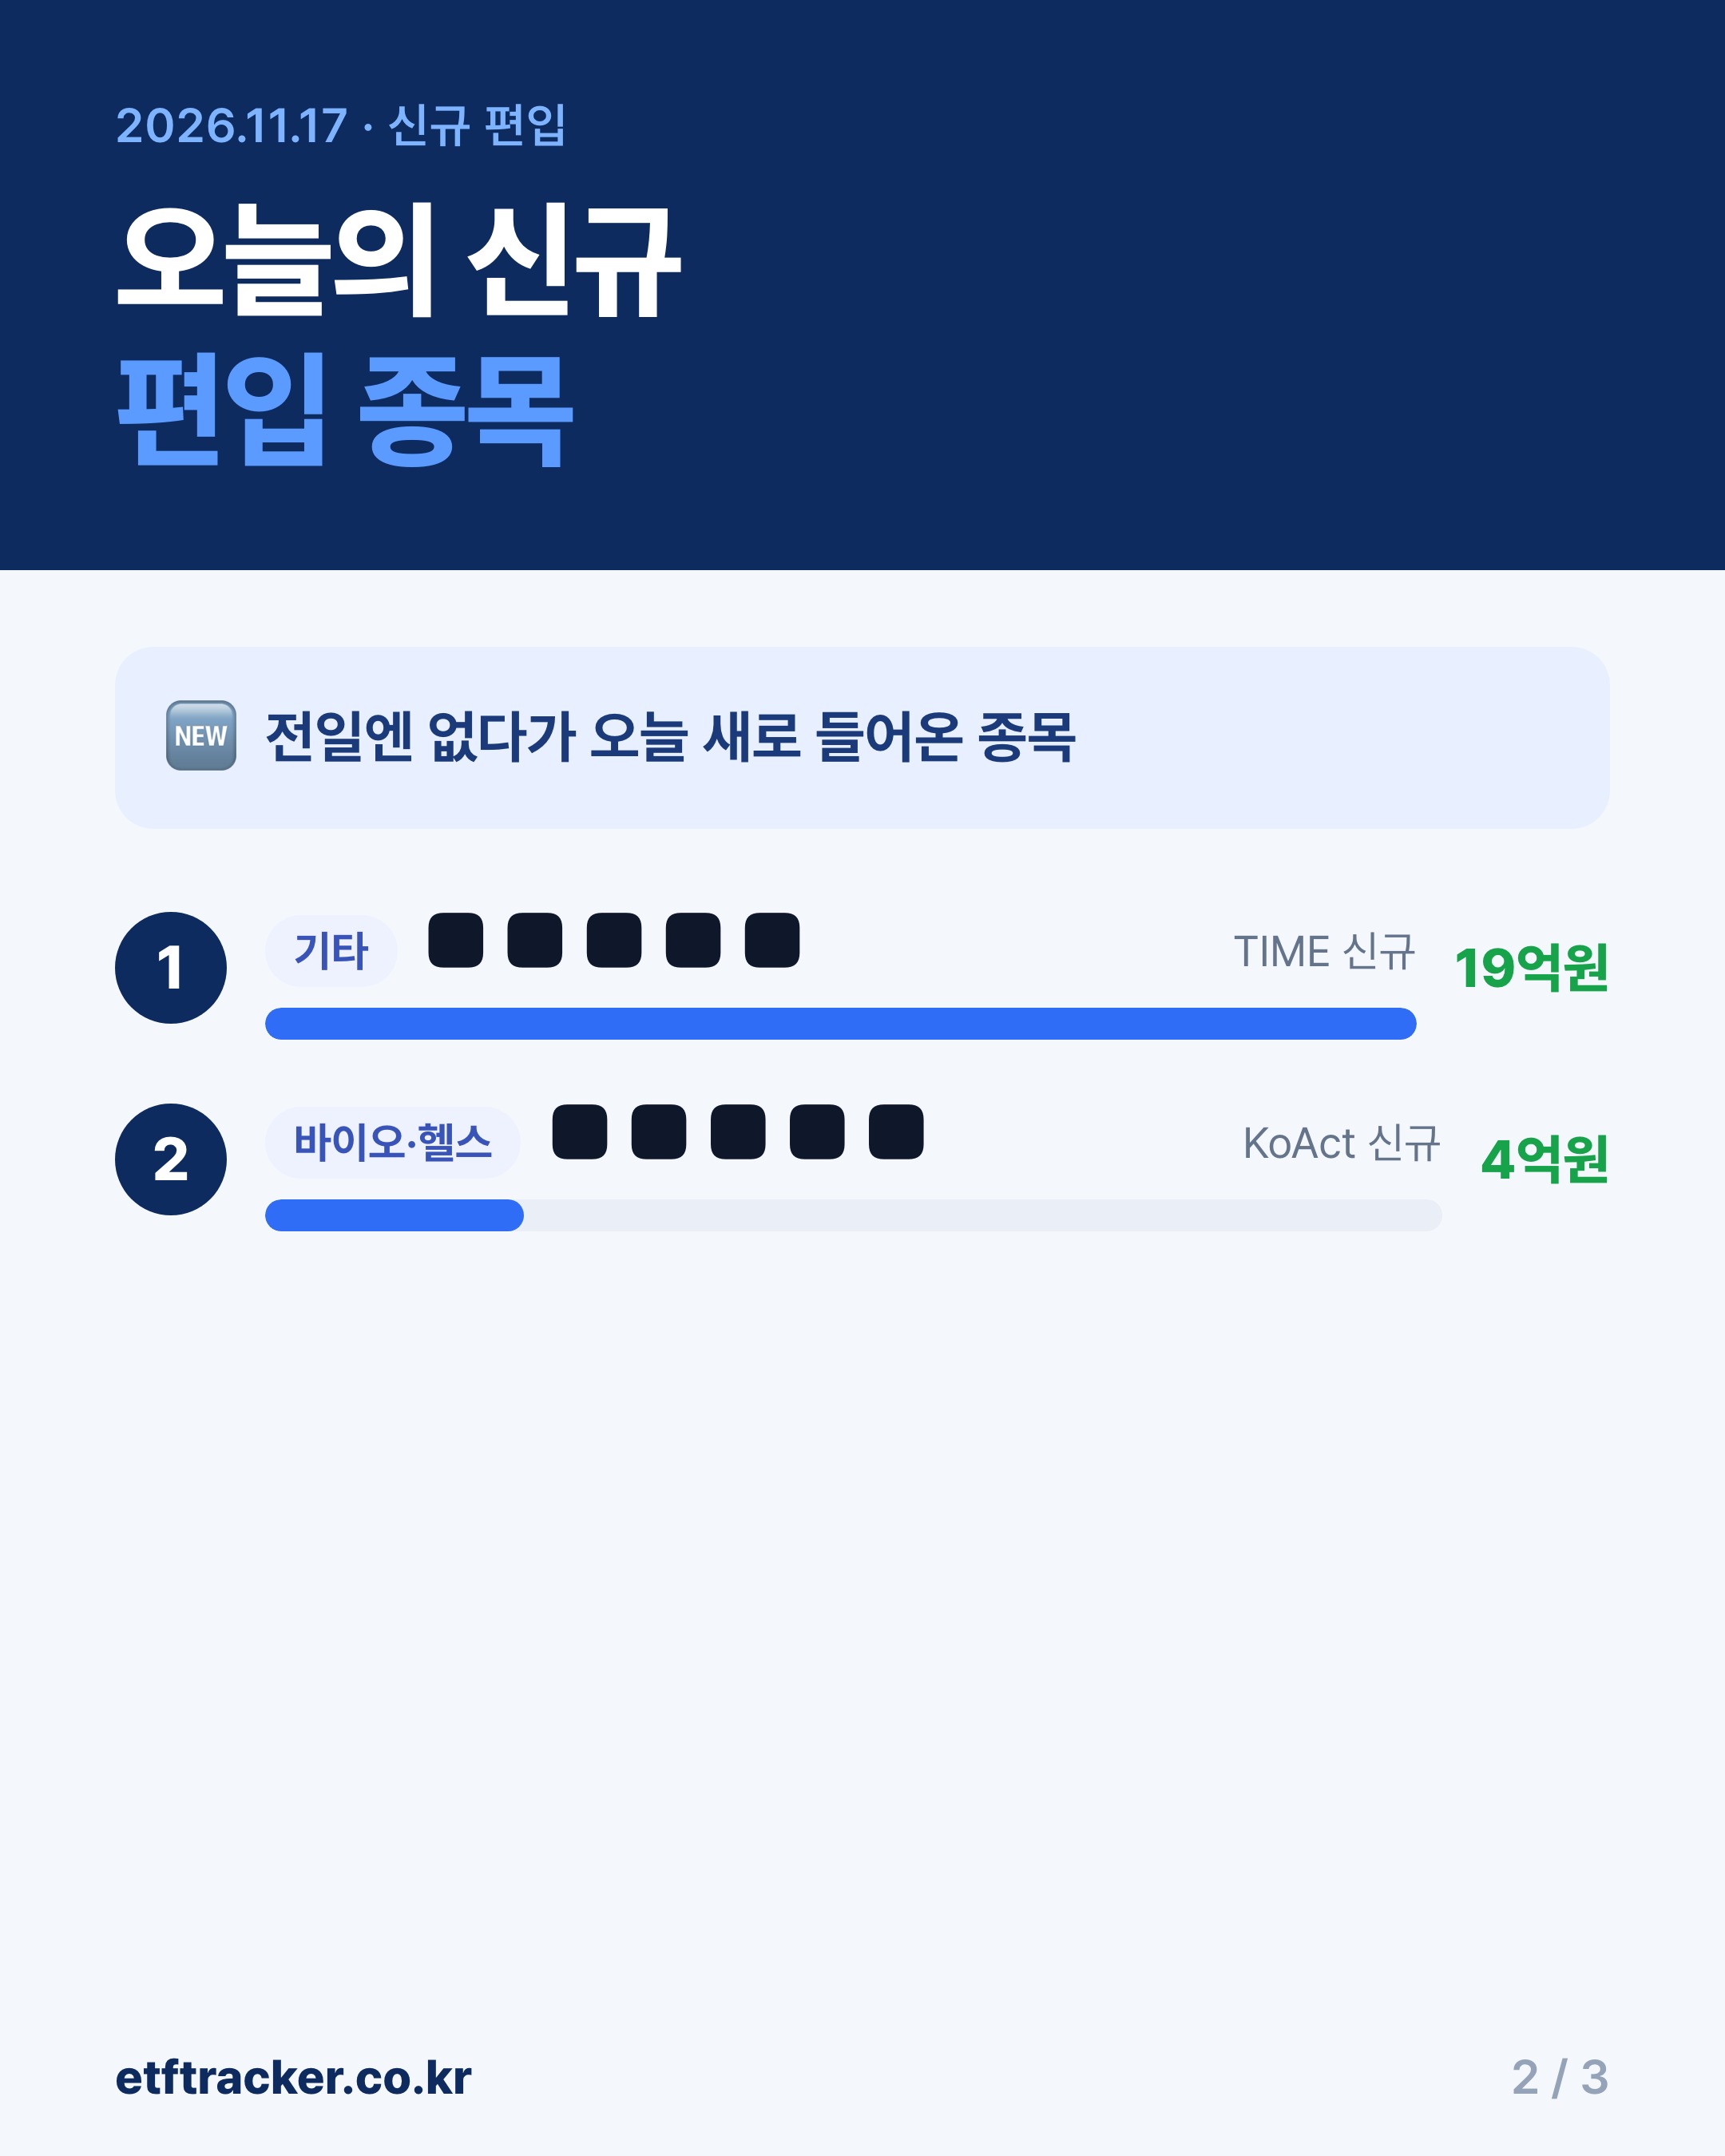 2026.11.17 · 신규 편입
오늘의 신규
편입 종목
NEW 전일엔 없다가 오늘 새로 들어온 종목
1 기타 TIME 신규 19억원
2 바이오·헬스 KoAct 신규 4억원
etftracker.co.kr 2 / 3